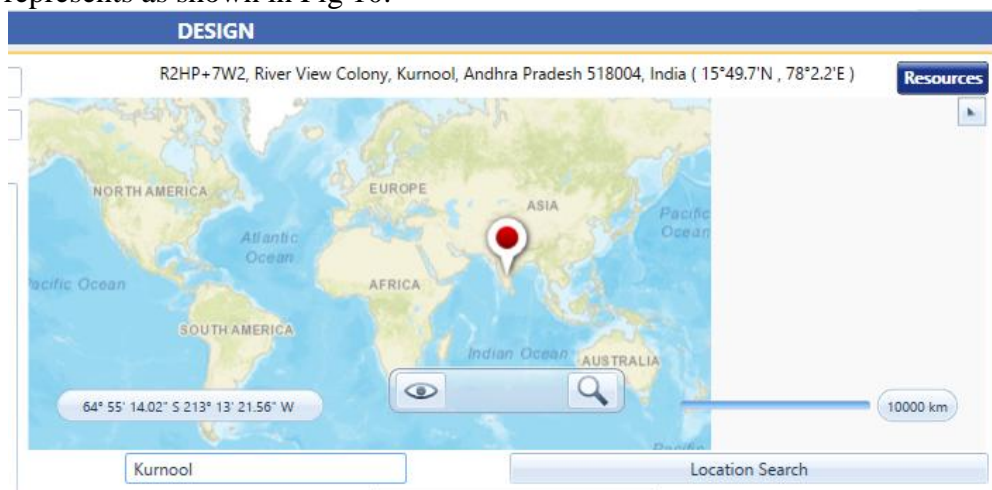 represents as shown in Fig 16.
DESIGN
R2HP+7W2, River View Colony, Kurnool, Andhra Pradesh 518004, India ( 15°49.7'N , 78°2.2'E )
Resources
NORTH AMERICA
EUROPE
ASIA
Pacific
Ocean
Atlantic
Ocean
Pacific Ocean
AFRICA
SOUTH AMERICA
Indian Ocean
AUSTRALIA
64° 55' 14.02" S 213° 13' 21.56" W
10000 km
Pacific
Kurnool
Location Search